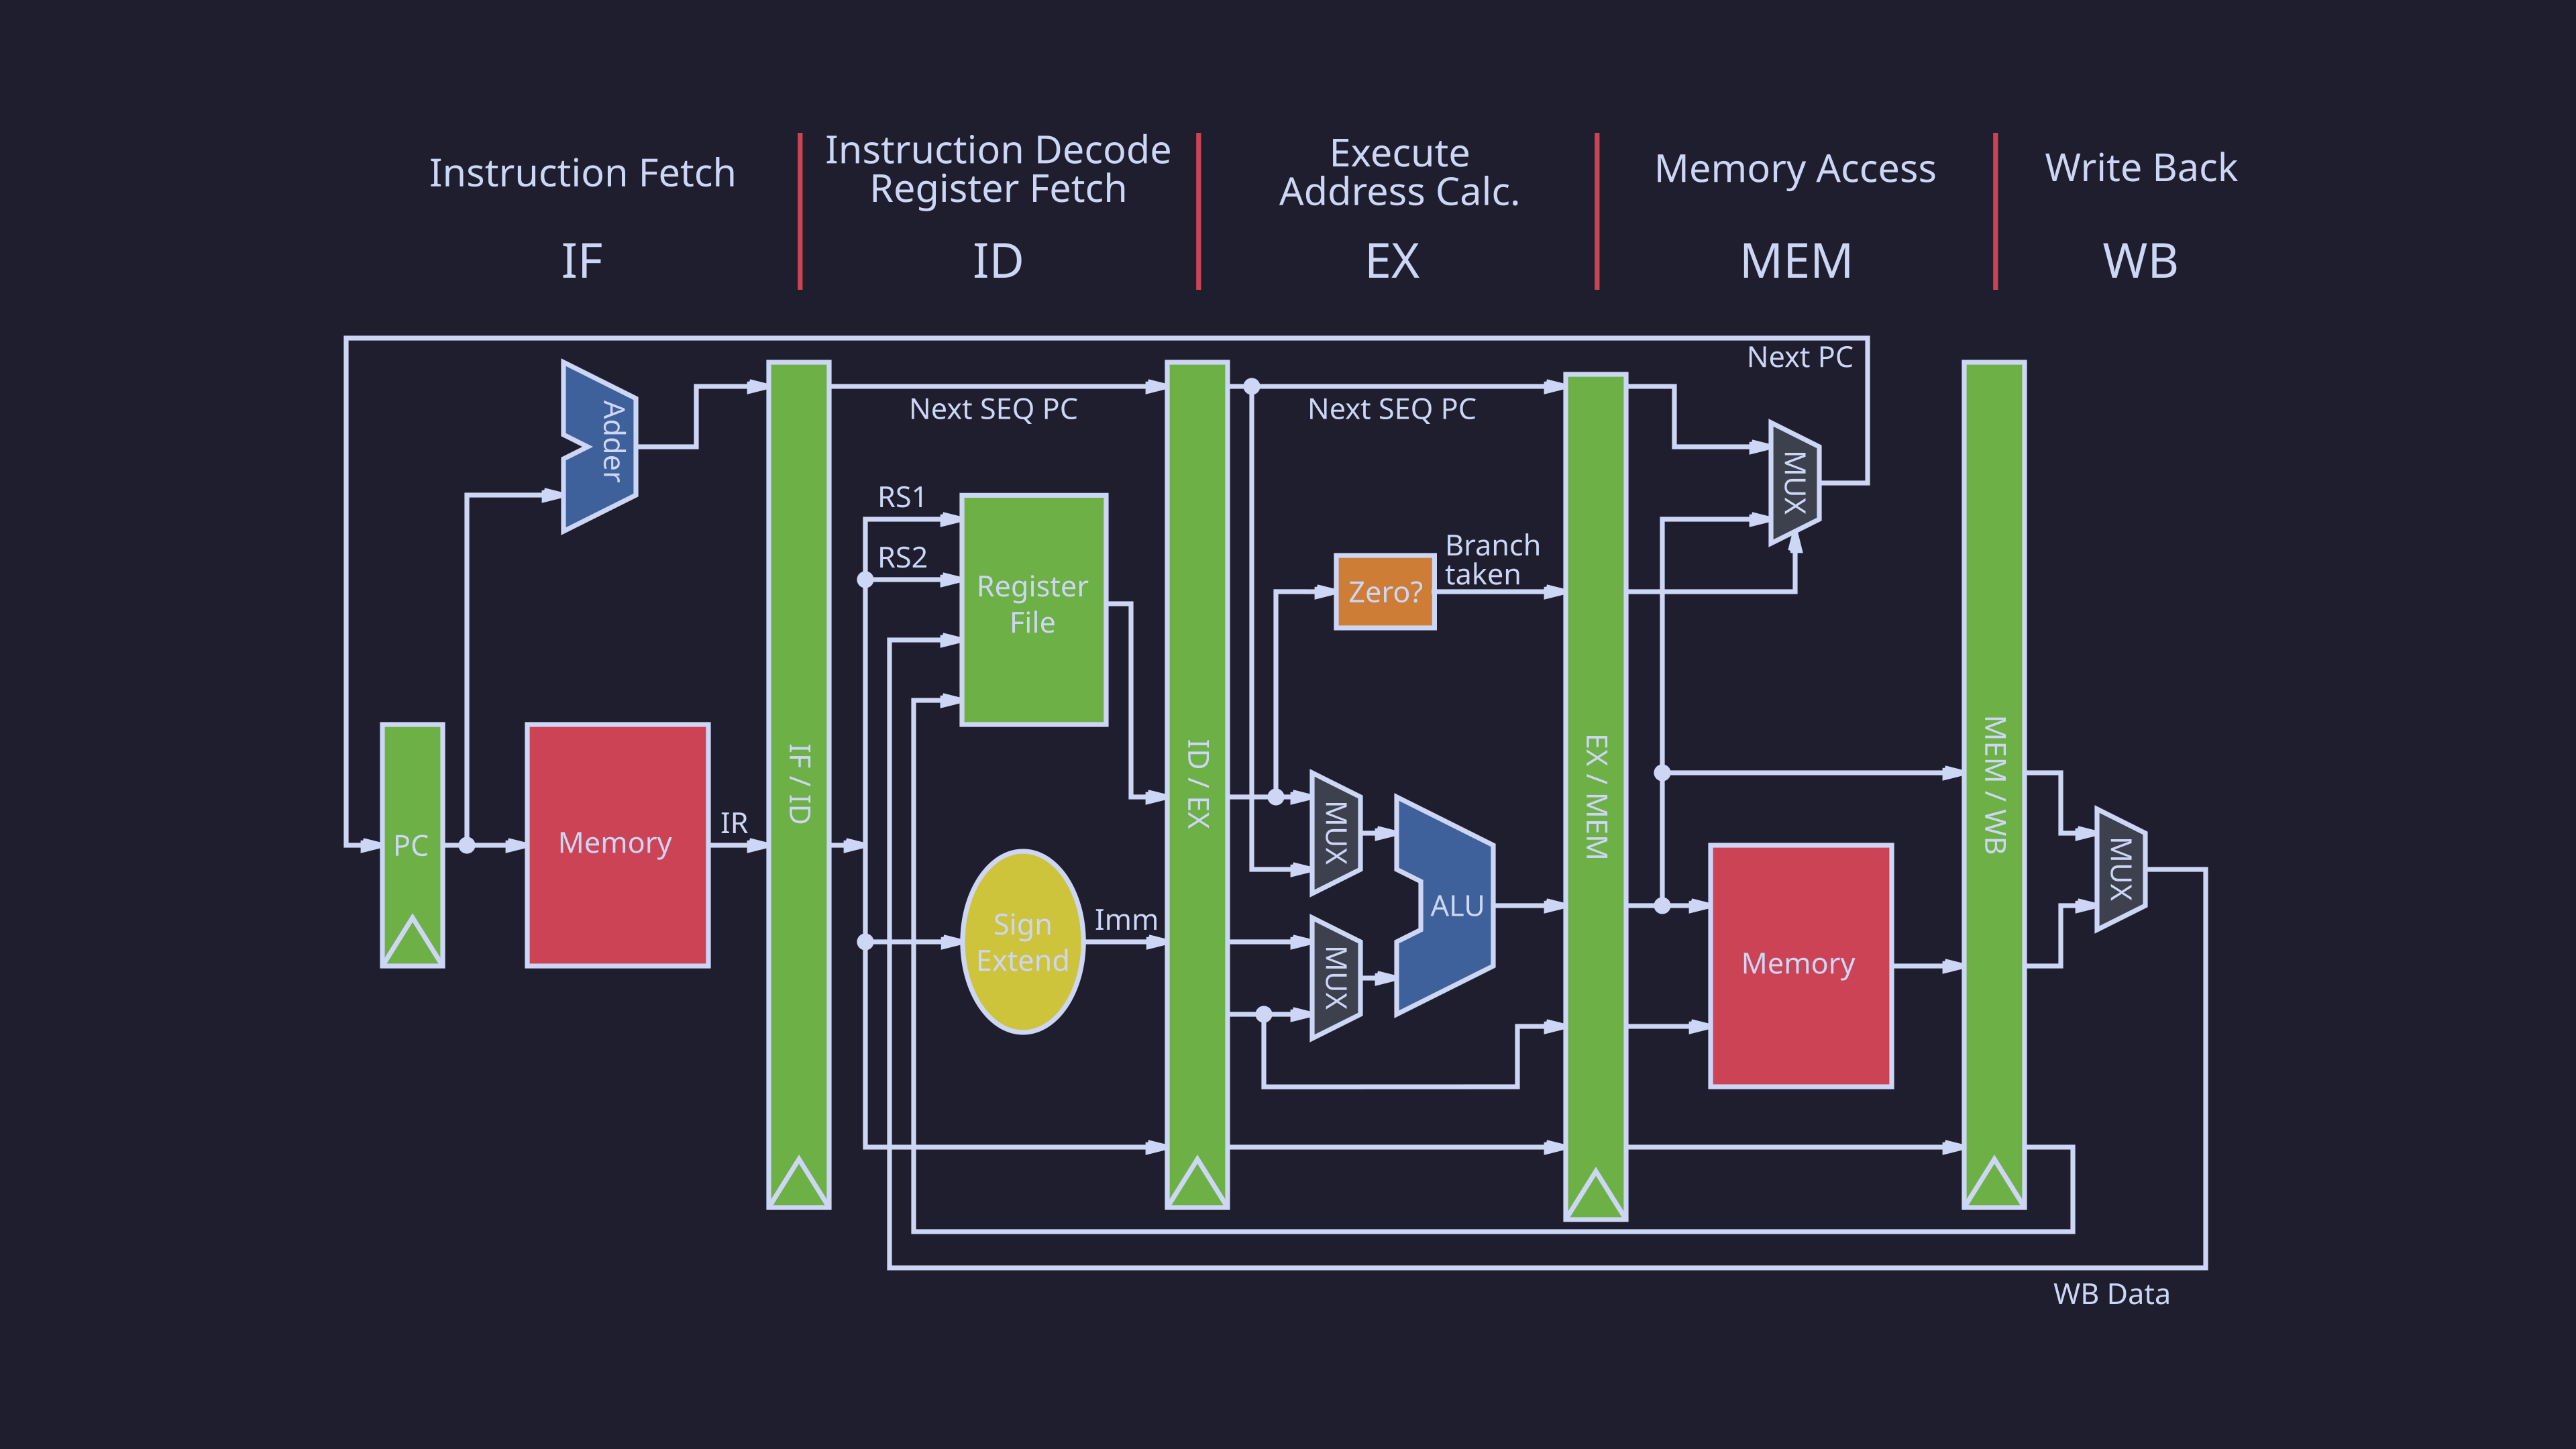 Instruction Fetch
IF
Instruction Decode
Register Fetch
ID
Execute
Address Calc.
EX
Memory Access
MEM
Write Back
WB
Next PC
Adder
Next SEQ PC
Next SEQ PC
MUX
RS1
RS2
Register
File
Branch
taken
Zero?
PC
Memory
IR
IF / ID
ID / EX
EX / MEM
MEM / WB
MUX
ALU
MUX
Sign
Extend
Imm
MUX
Memory
WB Data